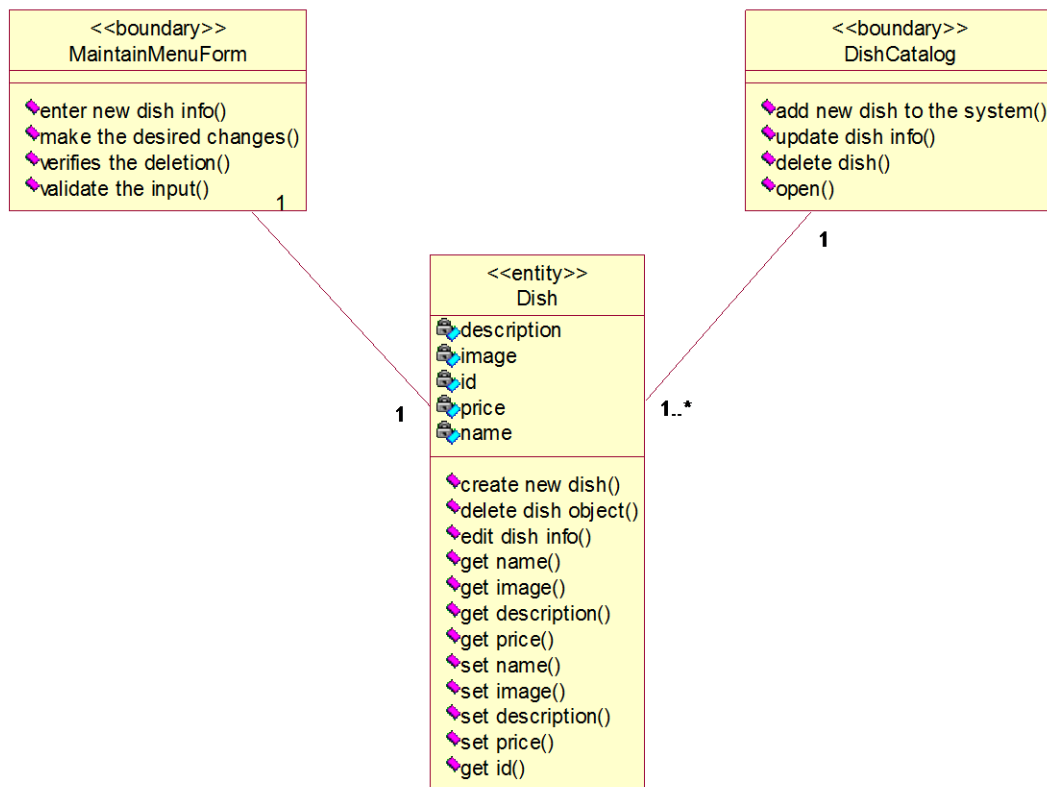 <<boundary>>
MaintainMenuForm
enter new dish info()
make the desired changes()
verifies the deletion()
validate the input()
1
<<boundary>>
DishCatalog
add new dish to the system()
update dish info()
delete dish()
open()
1
<<entity>>
Dish
description
image
id
price
name
1
1..*
create new dish()
delete dish object()
edit dish info()
get name()
get image()
get description()
get price()
set name()
set image()
set description()
set price()
get id()